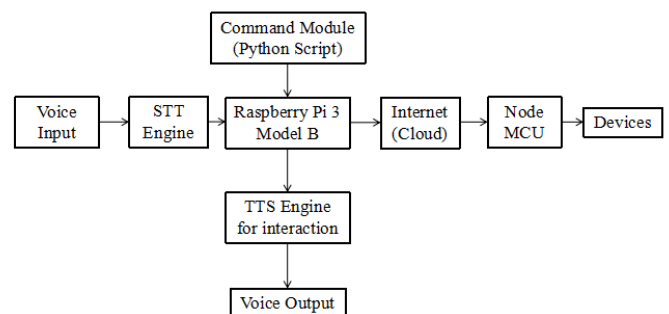 Command Module
(Python Script)
Voice
Input
STT
Engine
Raspberry Pi 3
Model B
Internet
(Cloud)
Node
MCU
Devices
TTS Engine
for interaction
Voice Output